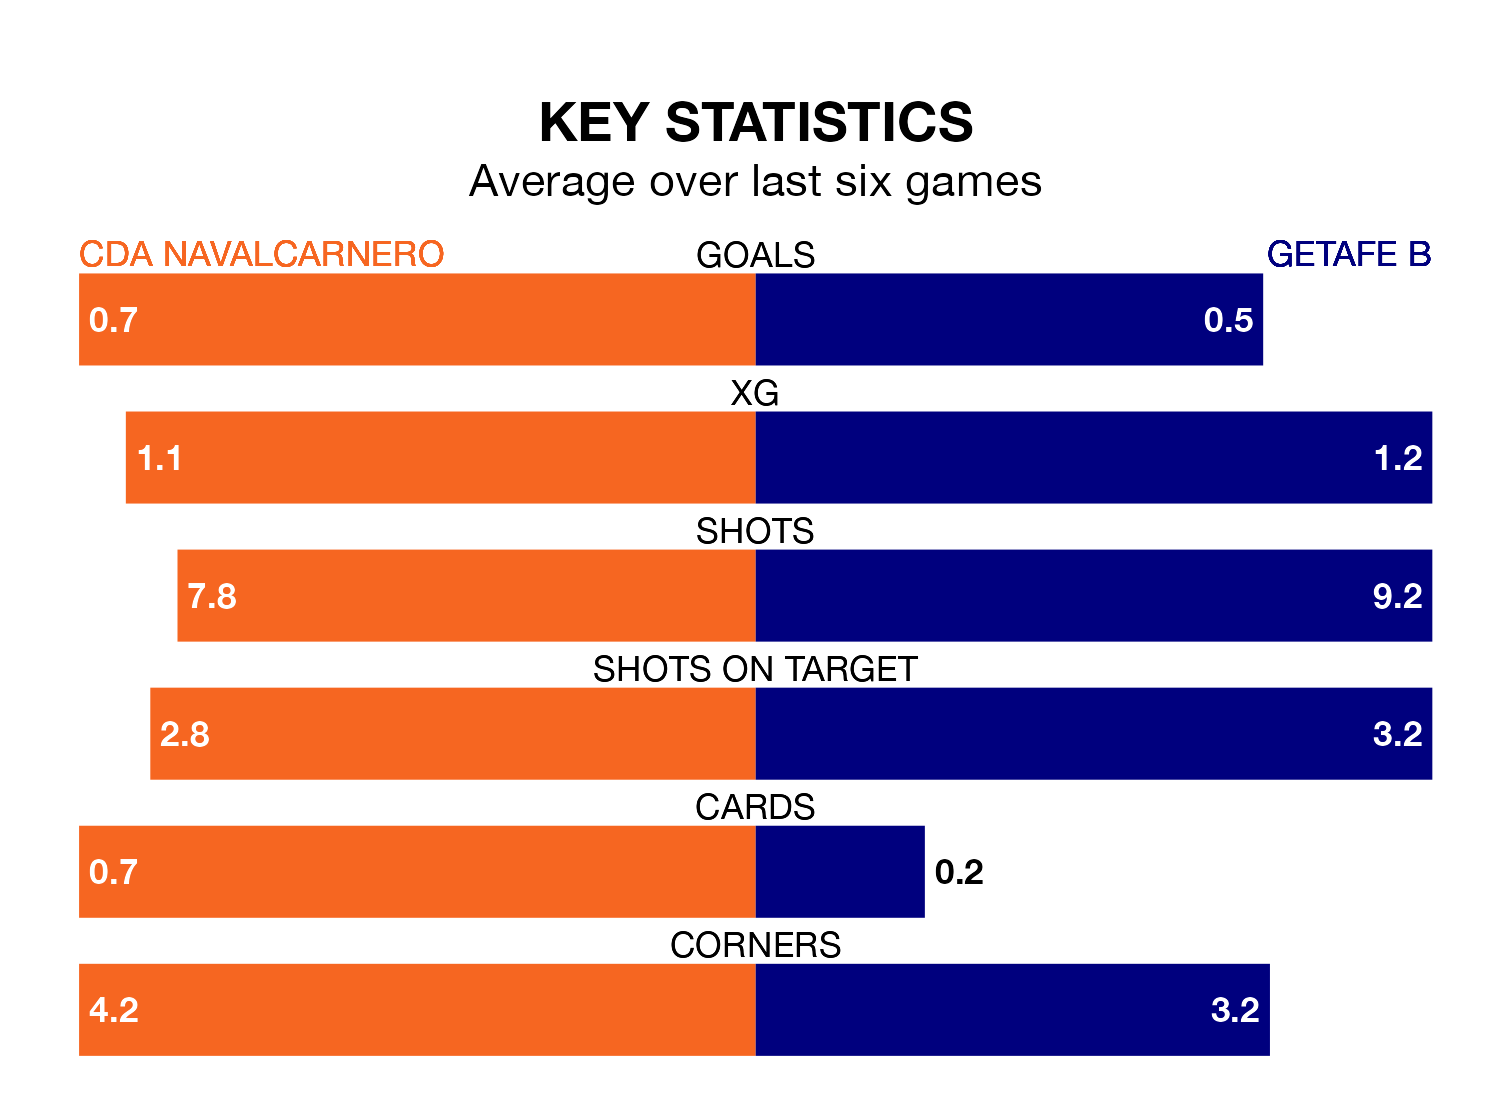 KEY STATISTICS
Average over last six games
CDA NAVALCARNERO GOALS GETAFE B
0.7 0.5
XG
1.1 1.2
SHOTS
7.8 9.2
SHOTS ON TARGET
2.8 3.2
CARDS
0.7 0.2
CORNERS
4.2 3.2